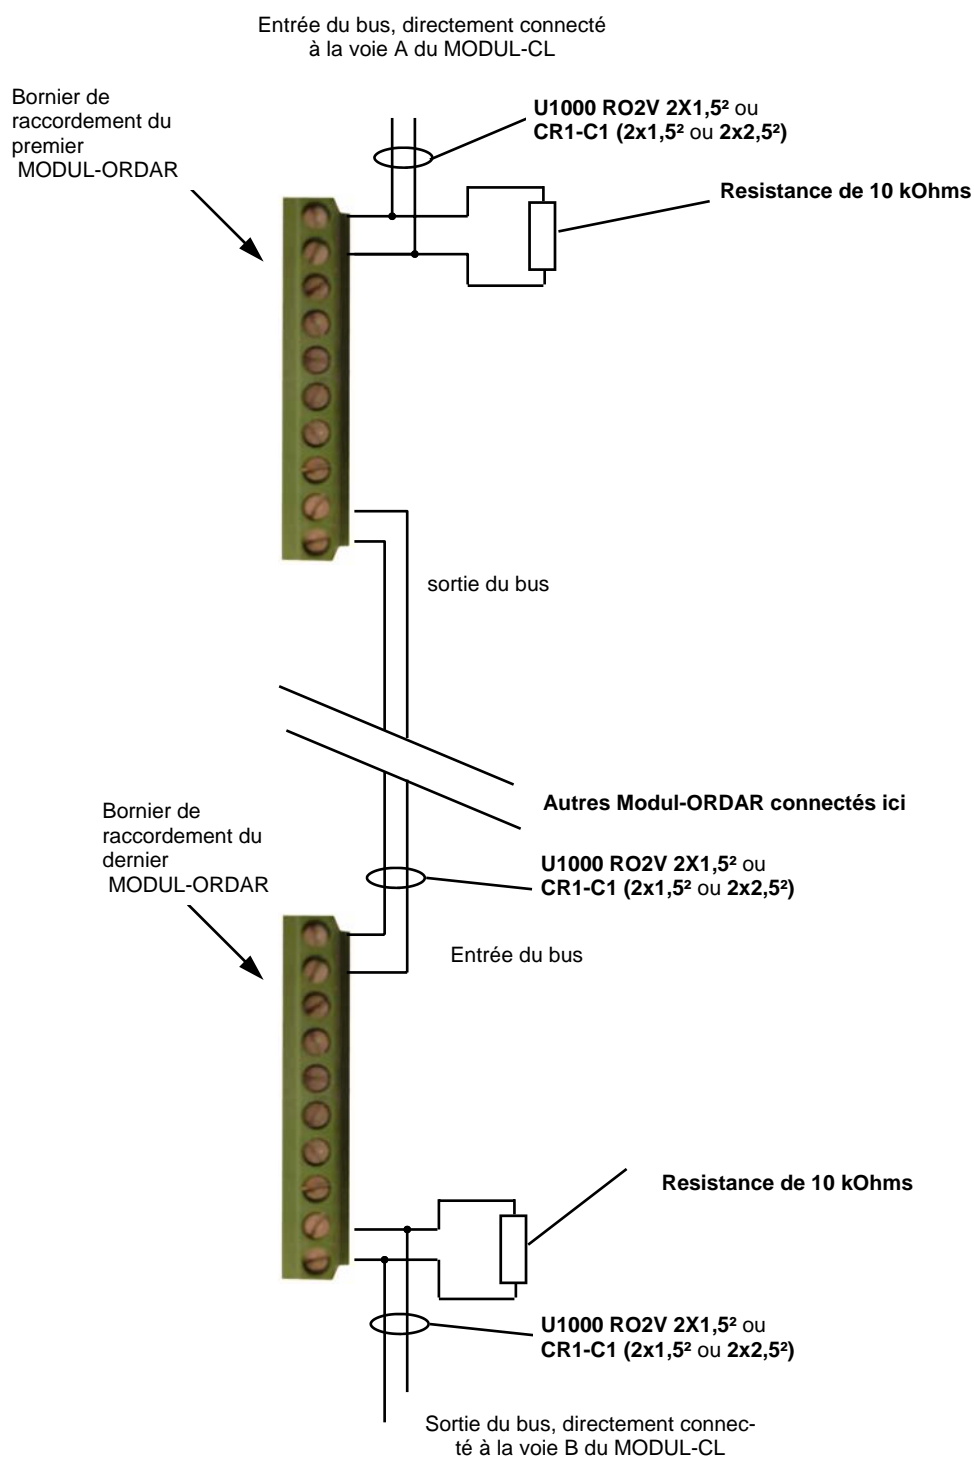 Entrée du bus, directement connecté
à la voie A du MODUL-CL
Bornier de
raccordement du
premier
MODUL-ORDAR
U1000 RO2V 2X1,5² ou
CR1-C1 (2x1,5² ou 2x2,5²)
Resistance de 10 kOhms
sortie du bus
Autres Modul-ORDAR connectés ici
Bornier de
raccordement du
dernier
MODUL-ORDAR
U1000 RO2V 2X1,5² ou
CR1-C1 (2x1,5² ou 2x2,5²)
Entrée du bus
Resistance de 10 kOhms
U1000 RO2V 2X1,5² ou
CR1-C1 (2x1,5² ou 2x2,5²)
Sortie du bus, directement connec-
té à la voie B du MODUL-CL